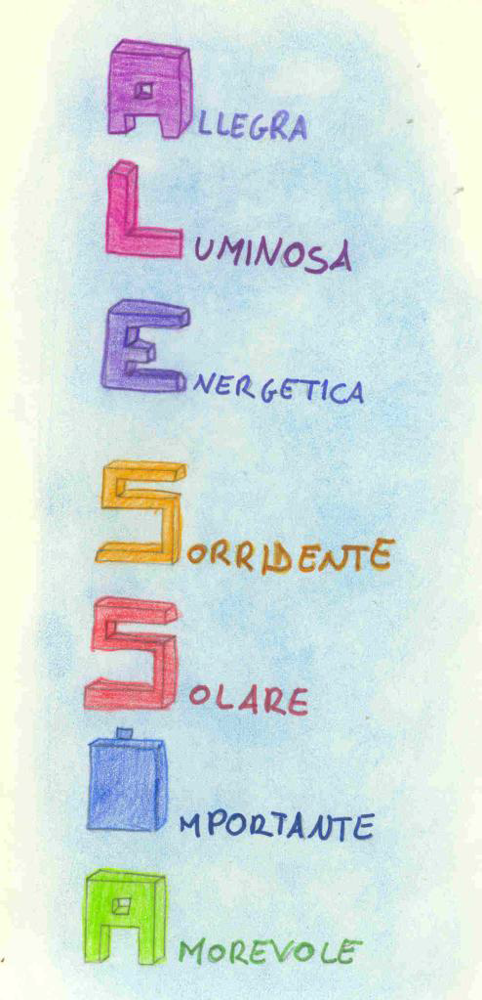 ALLEGRA
LUMINOSA
ENERGETICA
SORRIDENTE
SOLARE
IMPORTANTE
AMOREVOLE